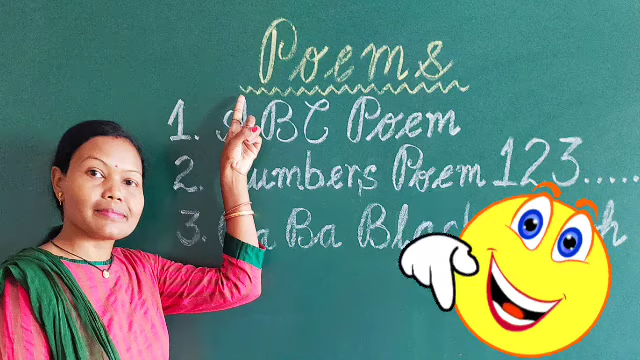 Poems
1. ABC Poem
2. Numbers Poem 123.....
3. Ba Ba Black